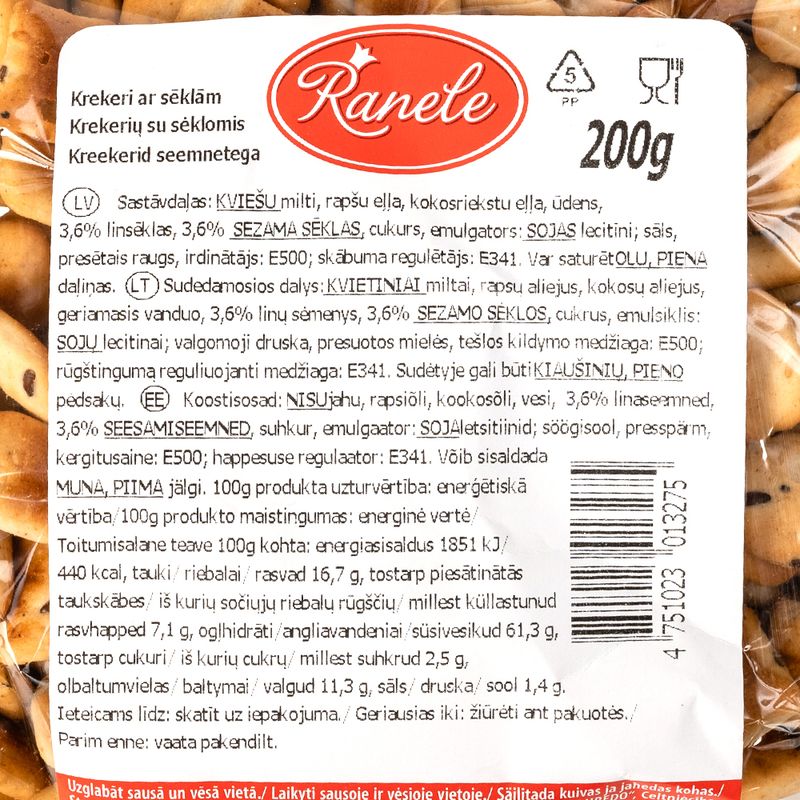 Ranele
Krekeri ar sēklām
Krekerių su sėklomis
Kreekerid seemnetega
5
PP
200g
LV Sastāvdaļas: KVIEŠU milti, rapšu eļļa, kokosriekstu eļļa, ūdens,
3,6% linsēklas, 3,6% SEZAMA SĒKLAS, cukurs, emulgators: SOJAS lecitīni; sāls,
presētais raugs, irdinātājs: E500; skābuma regulētājs: E341. Var saturēt OLU, PIENA
daļiņas. LT Sudedamosios dalys: KVIETINIAI miltai, rapsų aliejus, kokosų aliejus,
geriamasis vanduo, 3,6% linų sėmenys, 3,6% SEZAMO SĖKLOS, cukrus, emulsiklis:
SOJŲ lecitinai; valgomoji druska, presuotos mielės, tešlos kildymo medžiaga: E500;
rūgštingumą reguliuojanti medžiaga: E341. Sudėtyje gali būti KIAUŠINIŲ, PIENO
pėdsakų. EE Koostisosad: NISUjahu, rapsiõli, kookosõli, vesi, 3,6% linaseemned,
3,6% SEESAMISEEMNED, suhkur, emulgaator: SOJAletsitiinid; söögisool, presspärm,
kergitusaine: E500; happesuse regulaator: E341. Võib sisaldada
MUNA, PIIMA jälgi. 100g produkta uzturvērtība: enerģētiskā
vērtība/100g produkto maistingumas: energinė vertė/
Toitumisalane teave 100g kohta: energiasisaldus 1851 kJ/
440 kcal, tauki/ riebalai/ rasvad 16,7 g, tostarp piesātinātās
taukskābes/ iš kurių sočiųjų riebalų rūgščių/ millest küllastunud
rasvhapped 7,1 g, ogļhidrāti/angliavandeniai/süsivesikud 61,3 g,
tostarp cukuri/ iš kurių cukrų/ millest suhkrud 2,5 g,
olbaltumvielas/ baltymai/ valgud 11,3 g, sāls/ druska/ sool 1,4 g.
Ieteicams līdz: skatīt uz iepakojuma./ Geriausias iki: žiūrėti ant pakuotės./
Parim enne: vaata pakendilt.
4 751023 013275
Uzglabāt sausā un vēsā vietā./ Laikyti sausoje ir vėsioje vietoje./ Säilitada kuivas ja jahedas kohas./